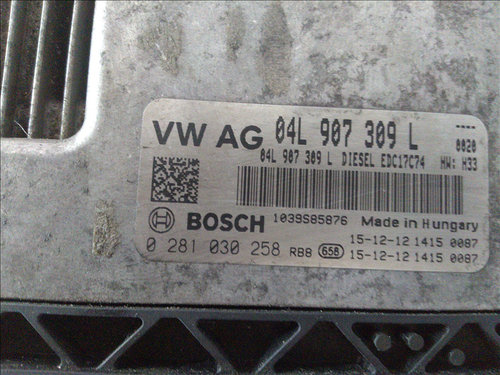 VW AG 04L 907 309 L ----
0020
04L 907 309 L DIESEL EDC17C74 HW: H33
BOSCH 1039S85876 Made in Hungary
0 281 030 258 RBB 658 15-12-12 1415 0087
15-12-12 1415 0087